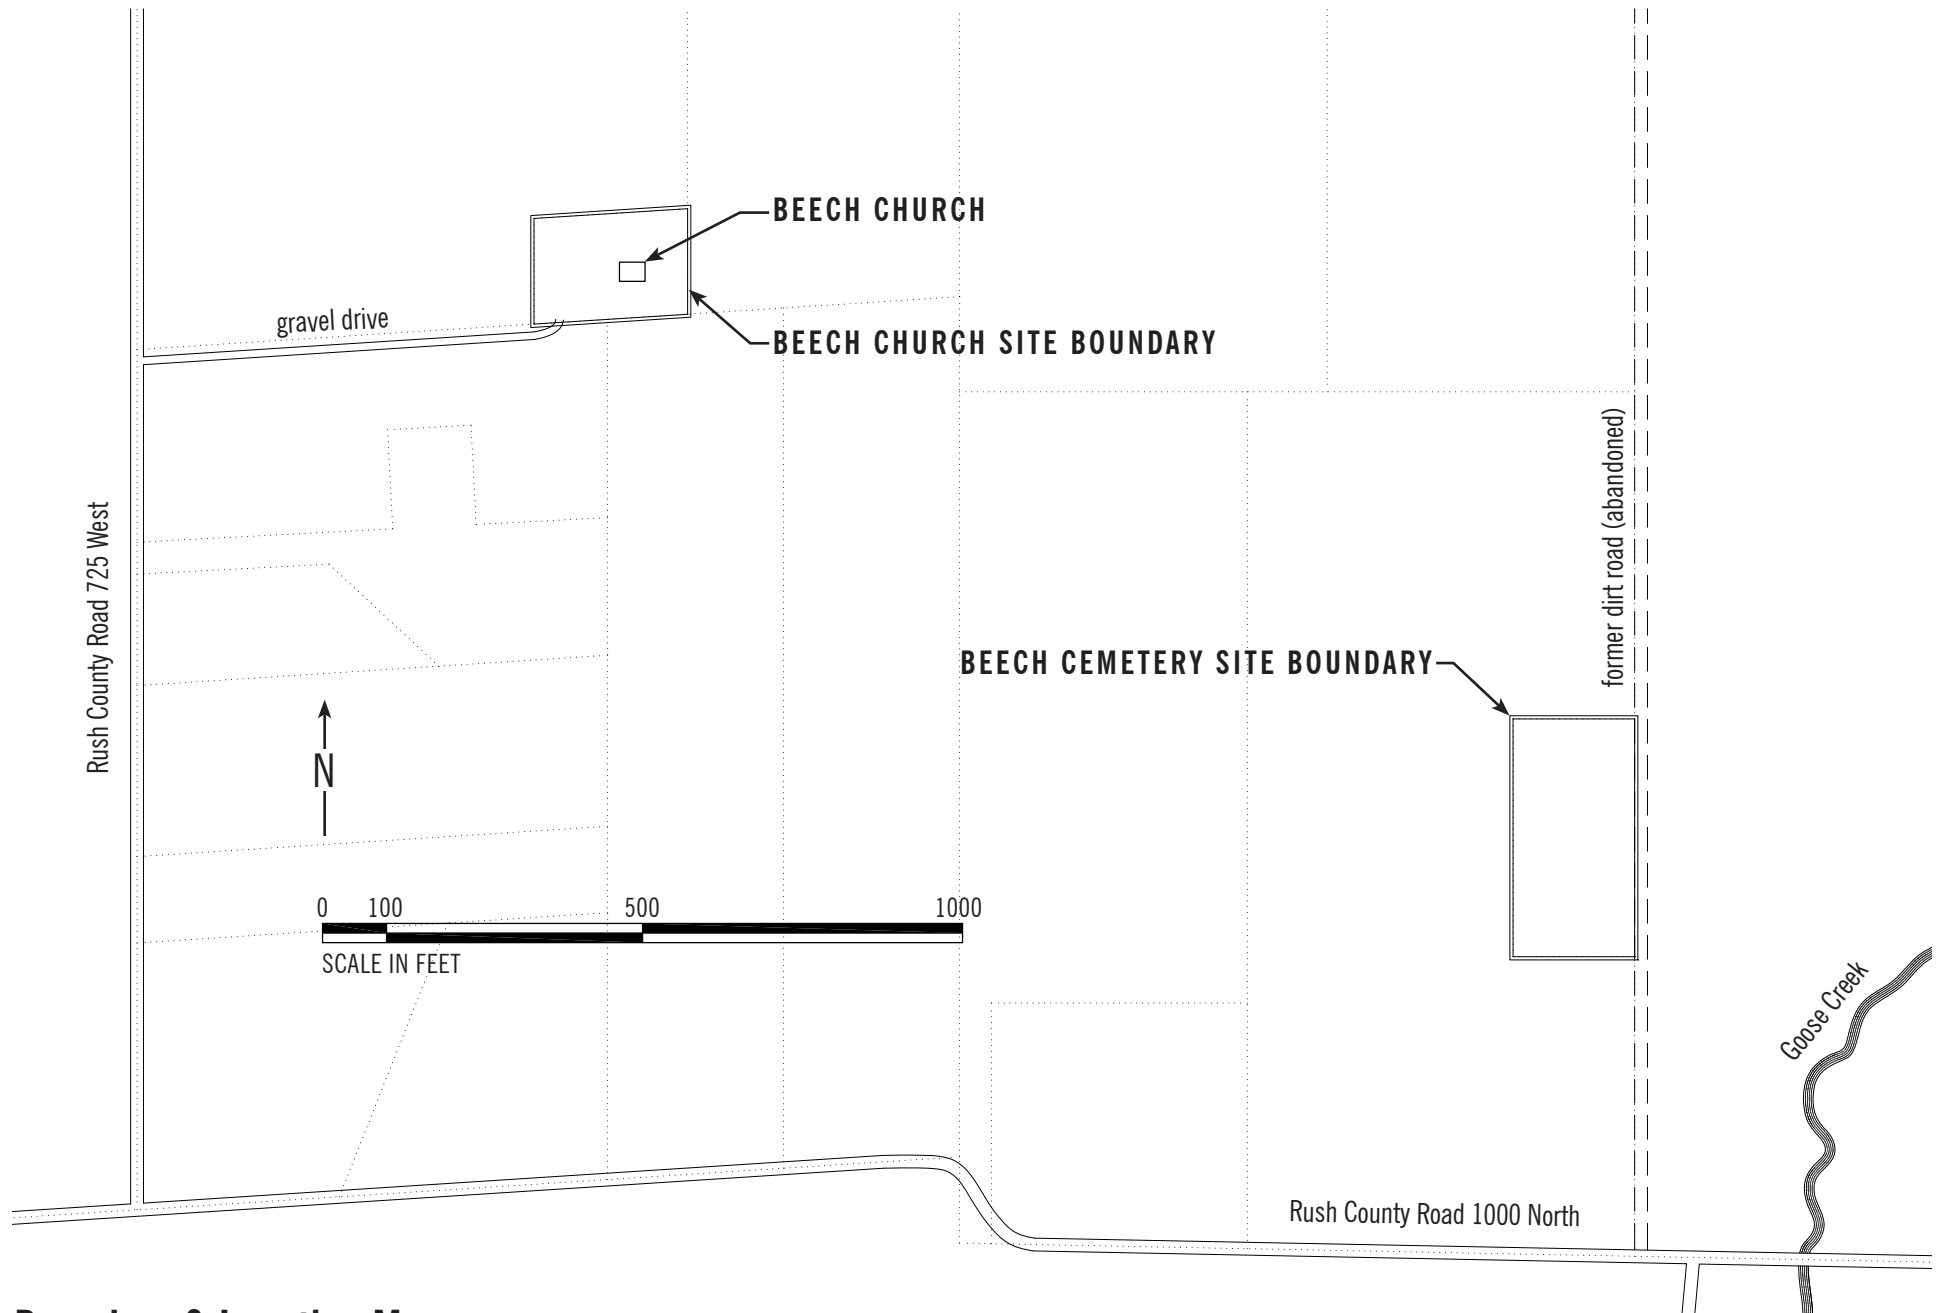 BEECH CHURCH
gravel drive
BEECH CHURCH SITE BOUNDARY
former dirt road (abandoned)
Rush County Road 725 West
BEECH CEMETERY SITE BOUNDARY
N
0 100 500 1000
SCALE IN FEET
Goose Creek
Rush County Road 1000 North